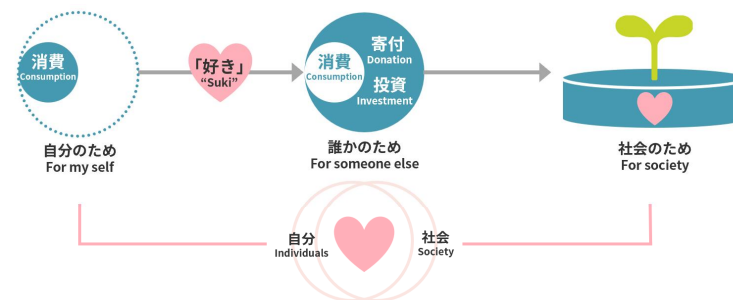 消費
Consumption
自分のため
For my self
「好き」
“Suki”
消費
Consumption
寄付
Donation
投資
Investment
誰かのため
For someone else
社会のため
For society
自分
Individuals
社会
Society